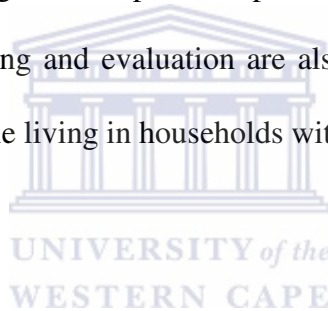 ng and evaluation are als
e living in households wit
UNIVERSITY of the
WESTERN CAPE